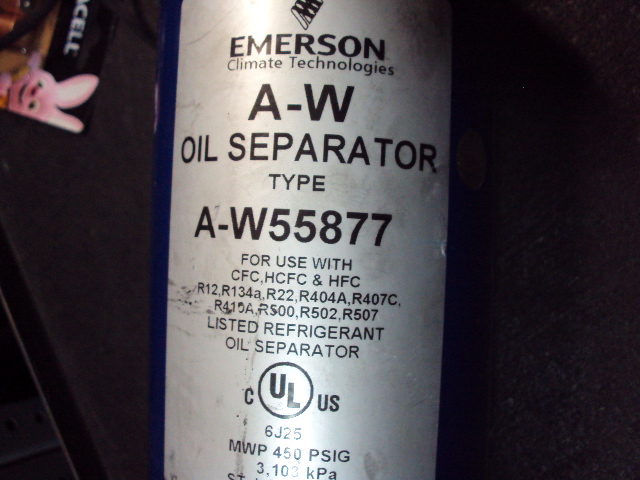 CELL
EMERSON
Climate Technologies
A-W
OIL SEPARATOR
TYPE
A-W55877
FOR USE WITH
CFC,HCFC & HFC
R12,R134a,R22,R404A,R407C,
R410A,R500,R502,R507
LISTED REFRIGERANT
OIL SEPARATOR
C UL US
6J25
MWP 450 PSIG
3,103 kPa